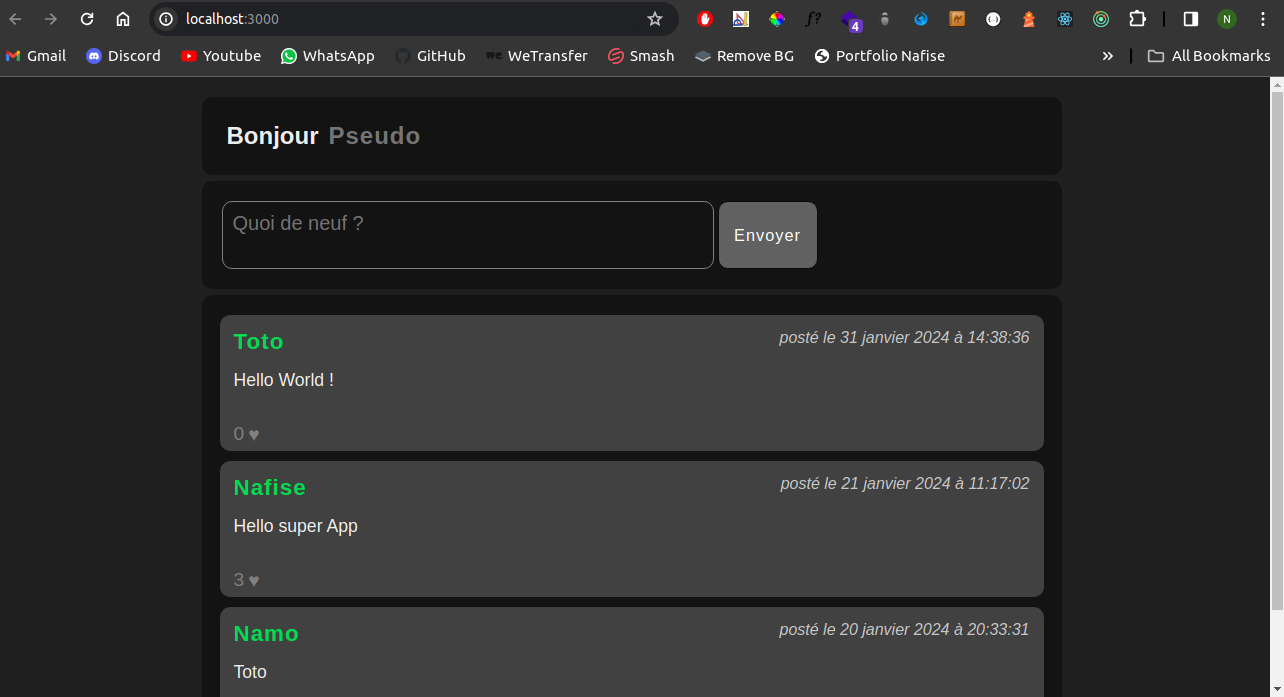 localhost:3000
f?
4
N
Gmail Discord Youtube WhatsApp GitHub we WeTransfer Smash Remove BG Portfolio Nafise » All Bookmarks
Bonjour Pseudo
Quoi de neuf ?
Envoyer
Toto posté le 31 janvier 2024 à 14:38:36
Hello World !
0 ♥
Nafise posté le 21 janvier 2024 à 11:17:02
Hello super App
3 ♥
Namo posté le 20 janvier 2024 à 20:33:31
Toto